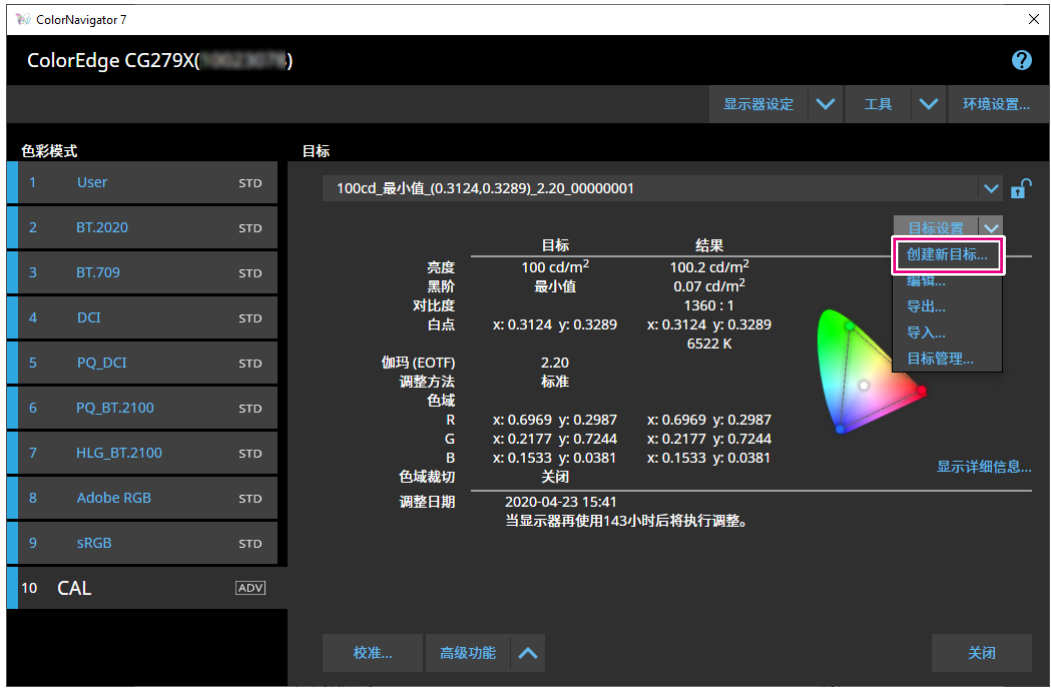 ColorNavigator 7
ColorEdge CG279X( )
显示器设定 工具 环境设置...
色彩模式
1 User STD
2 BT.2020 STD
3 BT.709 STD
4 DCI STD
5 PQ_DCI STD
6 PQ_BT.2100 STD
7 HLG_BT.2100 STD
8 Adobe RGB STD
9 sRGB STD
10 CAL ADV
目标
100cd_最小值_(0.3124,0.3289)_2.20_00000001
目标设置
创建新目标...
编辑...
导出...
导入...
目标管理...
目标 结果
亮度 100 cd/m² 100.2 cd/m²
黑阶 最小值 0.07 cd/m²
对比度 1360 : 1
白点 x: 0.3124 y: 0.3289 x: 0.3124 y: 0.3289
6522 K
伽玛 (EOTF) 2.20
调整方法 标准
色域
R x: 0.6969 y: 0.2987 x: 0.6969 y: 0.2987
G x: 0.2177 y: 0.7244 x: 0.2177 y: 0.7244
B x: 0.1533 y: 0.0381 x: 0.1533 y: 0.0381
色域裁切 关闭
显示详细信息...
调整日期 2020-04-23 15:41
当显示器再使用143小时后将执行调整。
校准... 高级功能 关闭